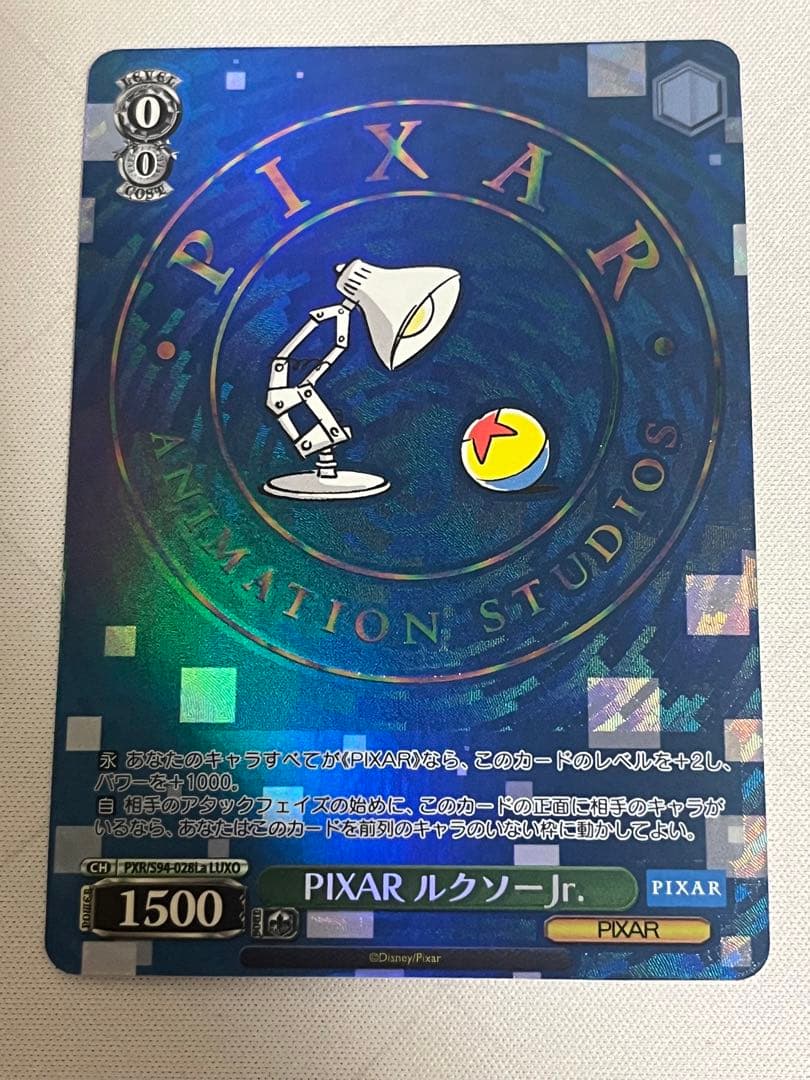 LEVEL
0
0
COST
PIXAR
ANIMATION STUDIOS
永 あなたのキャラすべてが《PIXAR》なら、このカードのレベルを+2し、
パワーを+1000。
自 相手のアタックフェイズの始めに、このカードの正面に相手のキャラが
いるなら、あなたはこのカードを前列のキャラのいない枠に動かしてよい。
CH PXR/S94-028La LUXO
POWER 1500
SOUL
PIXAR ルクソーJr.
PIXAR
PIXAR
©Disney/Pixar